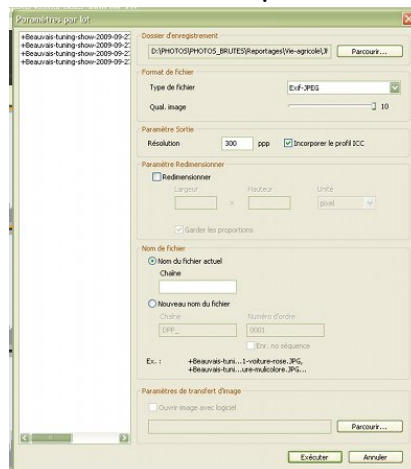 Paramètres par lot
+Beauvais-tuning-show-2009-09-2
+Beauvais-tuning-show-2009-09-2
+Beauvais-tuning-show-2009-09-2
+Beauvais-tuning-show-2009-09-2
Dossier d'enregistrement
D:\PHOTOS\PHOTOS_BRUTES\Reportages\Vie-agricole\JF
Parcourir...
Format de fichier
Type de fichier
Exif-JPEG
Qual. image
10
Paramètre Sortie
Résolution
300
ppp
Incorporer le profil ICC
Paramètre Redimensionner
Redimensionner
Largeur
Hauteur
Unité
×
pixel
Garder les proportions
Nom de fichier
Nom du fichier actuel
Chaîne
Nouveau nom du fichier
Chaîne
Numéro d'ordre
DPP_
0001
Enr. no séquence
Ex. : +Beauvais-tuni...1-voiture-rose.JPG,
+Beauvais-tuni...ure-mulicolore.JPG...
Paramètres de transfert d'image
Ouvrir image avec logiciel
Parcourir...
Exécuter
Annuler